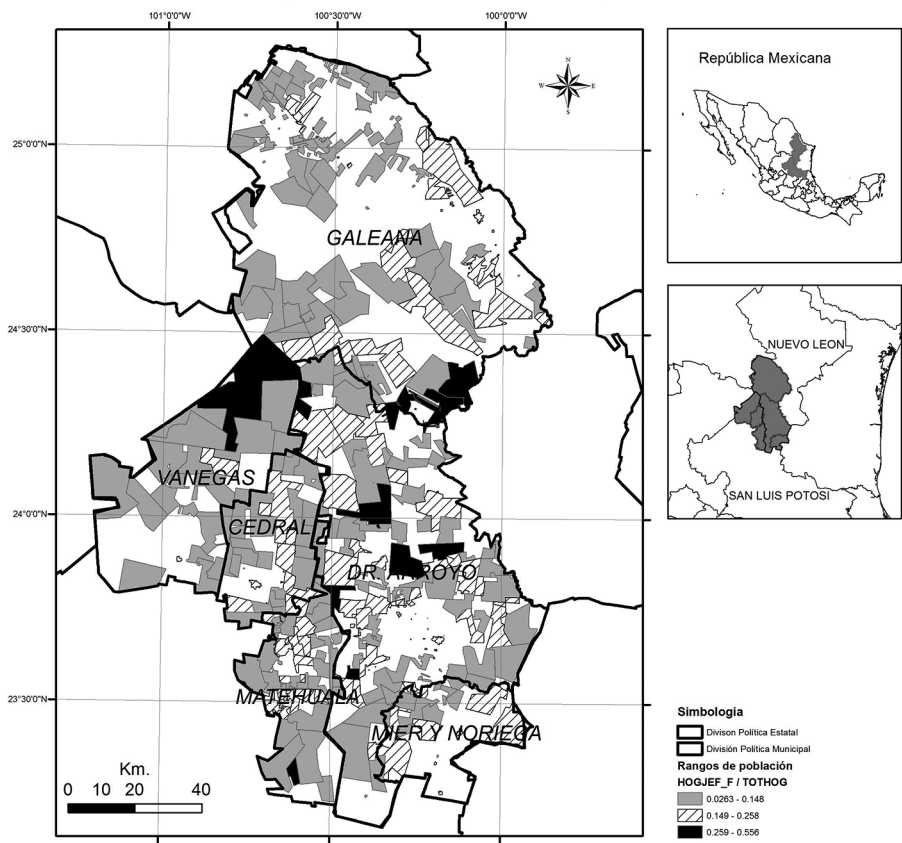 101°0'0"W 100°30'0"W 100°0'0"W
N
W E
S
25°0'0"N
GALEANA
24°30'0"N
VANEGAS
24°0'0"N
CEDRAL
DR. ARROYO
23°30'0"N
MATEHUALA
MIER Y NORIEGA
Km.
0 10 20 40
República Mexicana
NUEVO LEON
SAN LUIS POTOSI
Simbologia
Divison Política Estatal
División Política Municipal
Rangos de población
HOGJEF_F / TOTHOG
0.0263 - 0.148
0.149 - 0.258
0.259 - 0.556